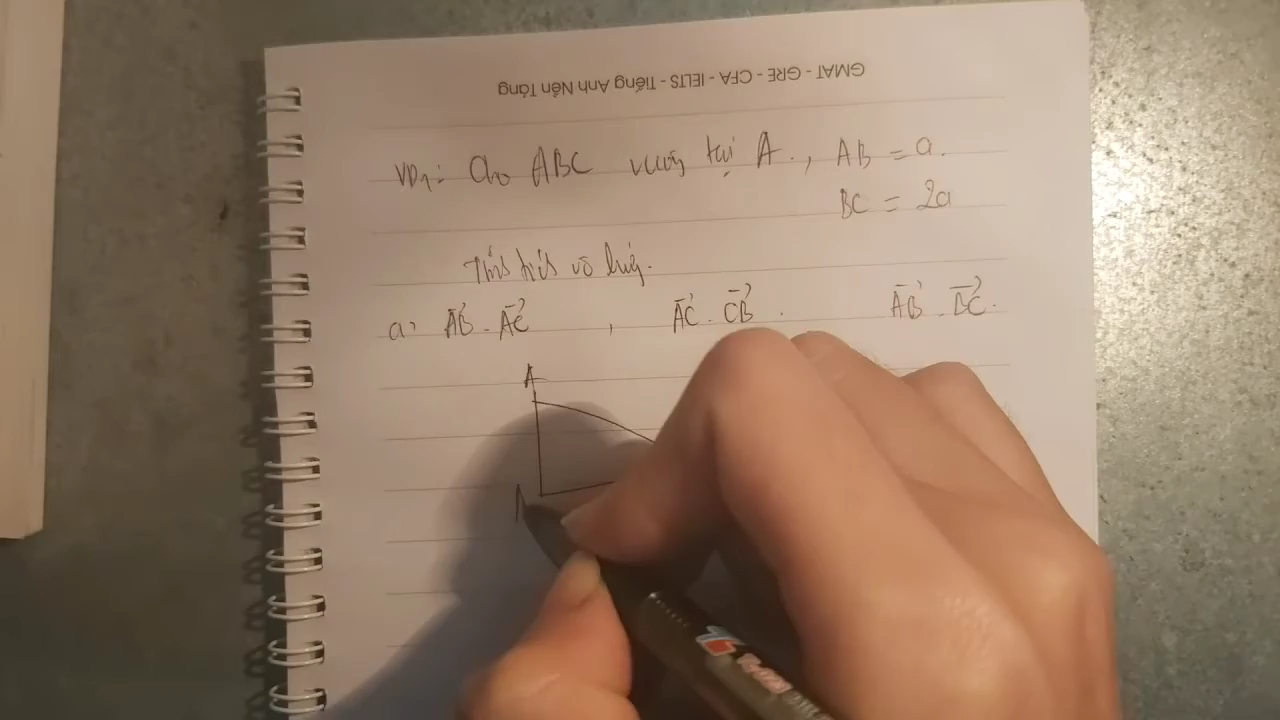 GMAT - GRE - CFA - IELTS - Tiếng Anh Nền Tảng
VD1: Cho ABC vuông tại A., AB = a.
BC = 2a
Tính tích vô hướng.
a, AB⃗ . AC⃗ , AC⃗ . CB⃗ . AB⃗ . BC⃗ .
A